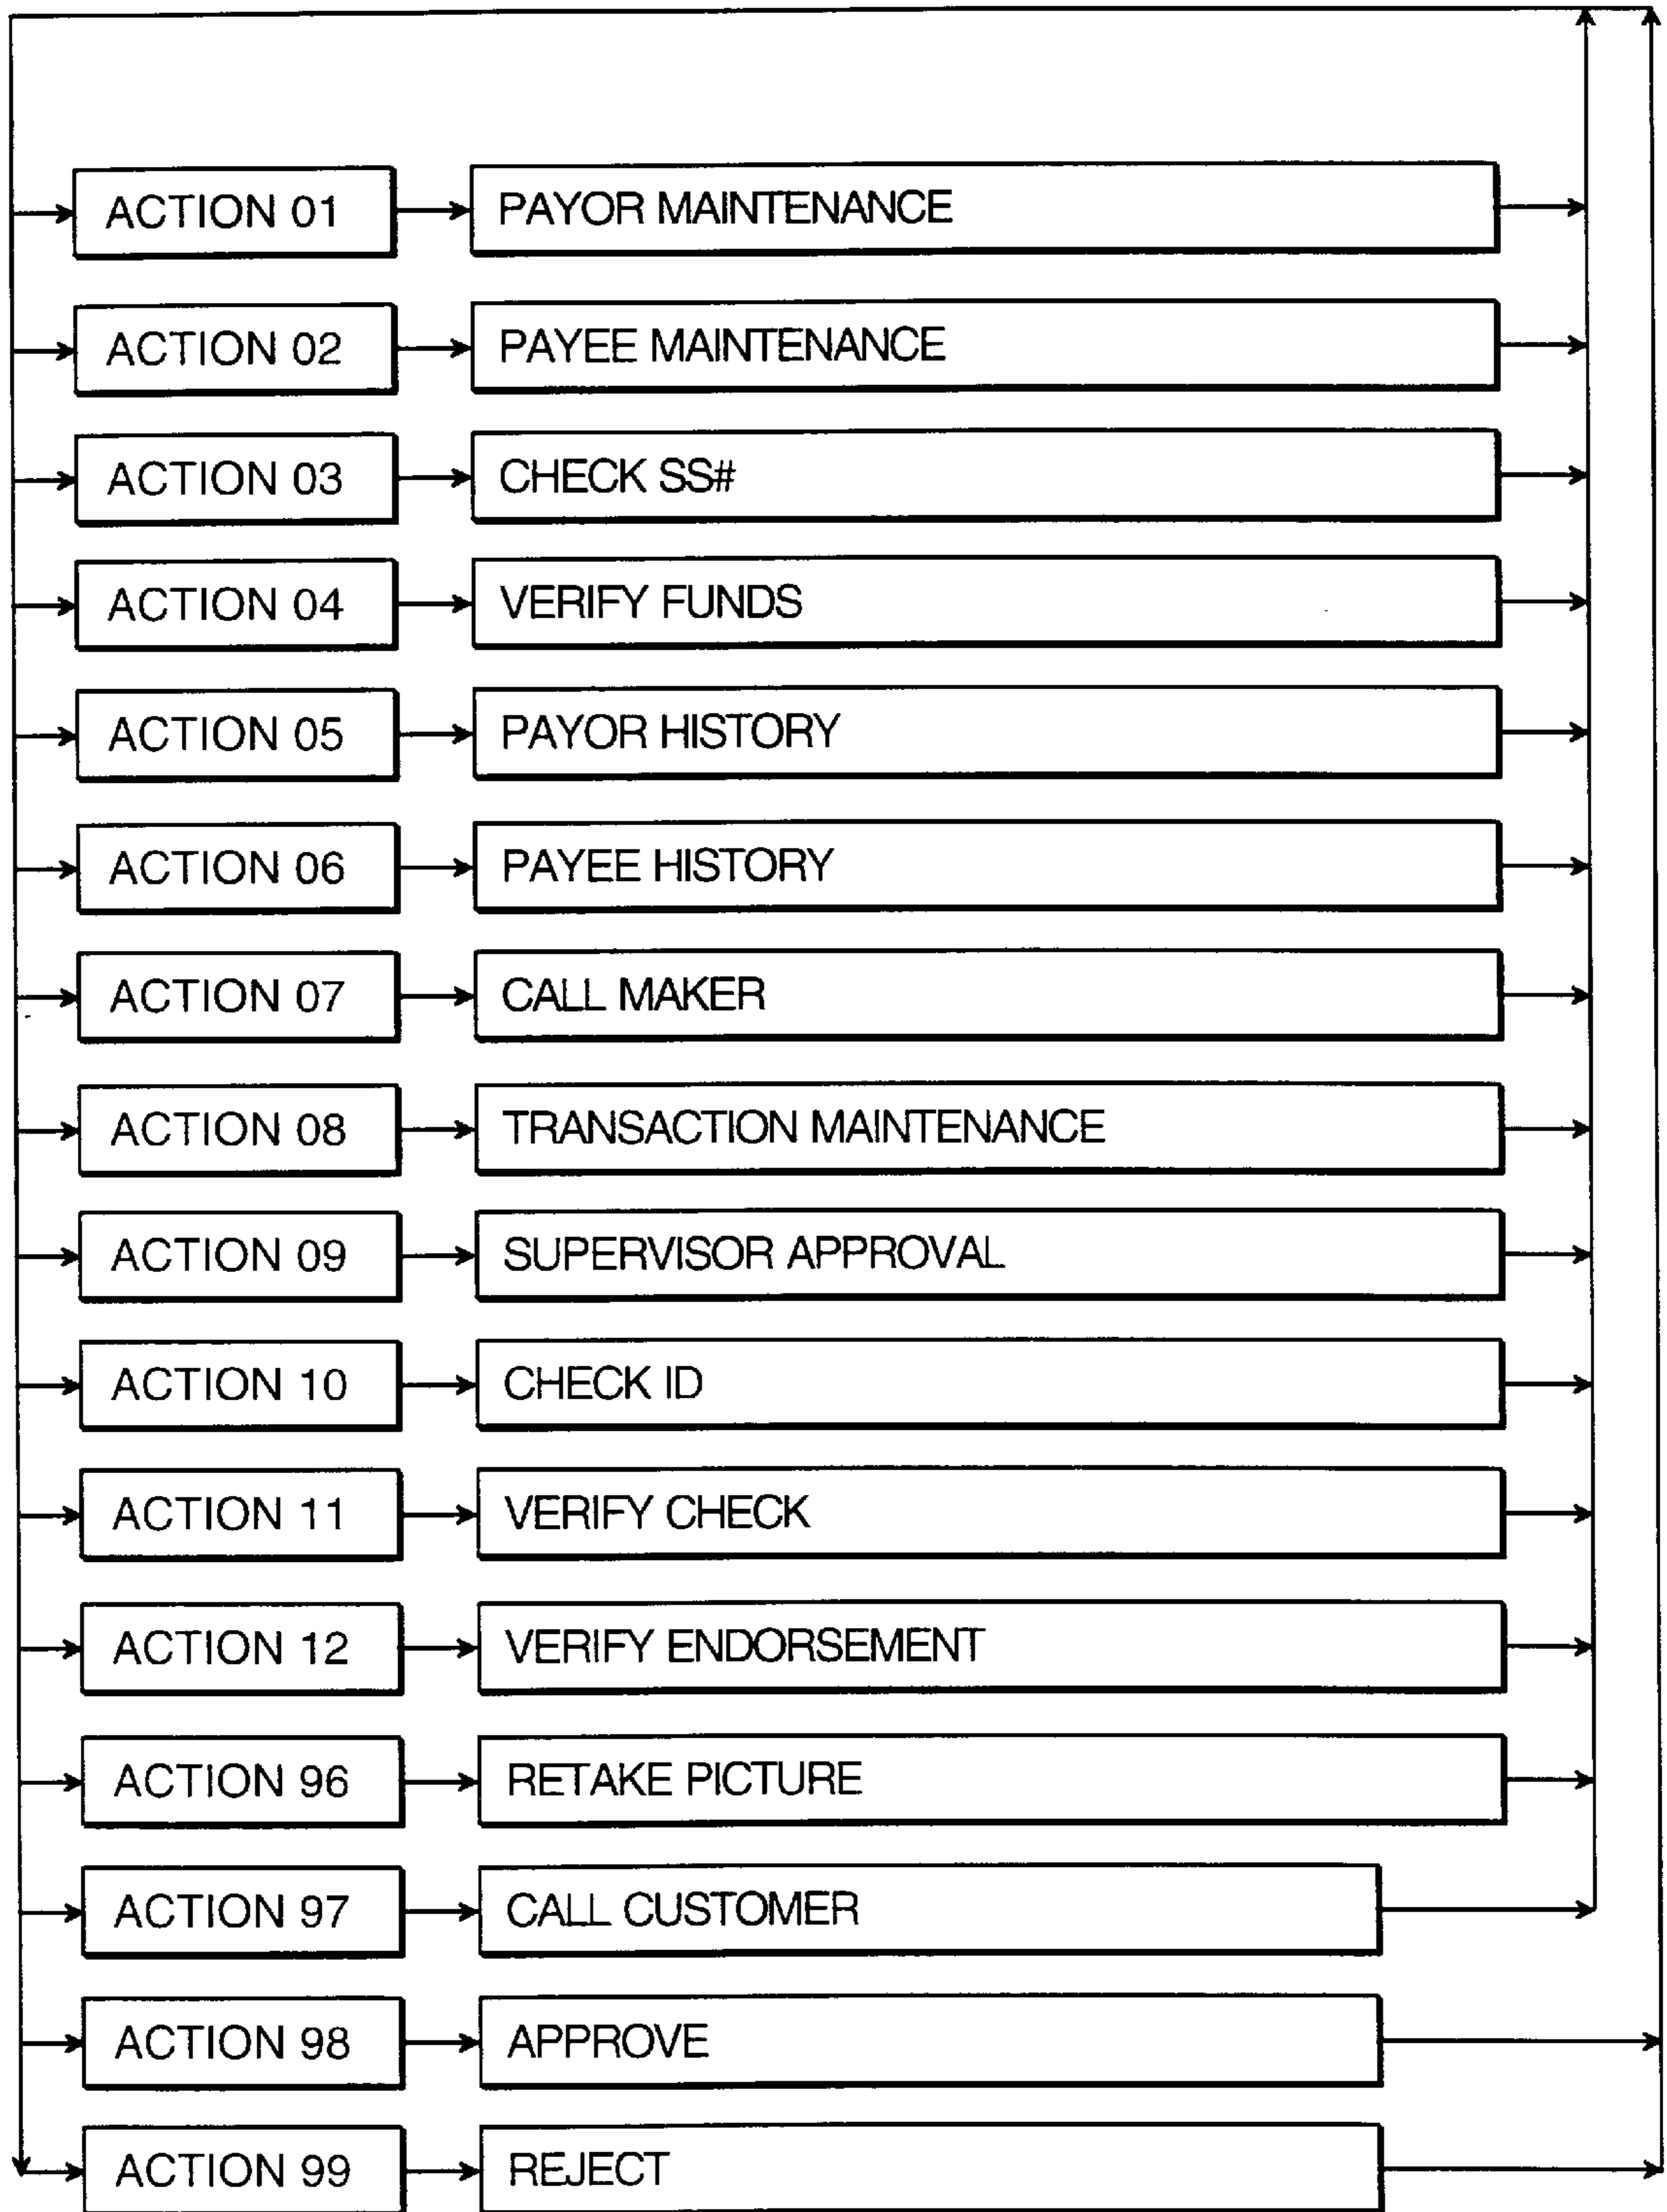 ACTION 01 PAYOR MAINTENANCE
ACTION 02 PAYEE MAINTENANCE
ACTION 03 CHECK SS#
ACTION 04 VERIFY FUNDS
ACTION 05 PAYOR HISTORY
ACTION 06 PAYEE HISTORY
ACTION 07 CALL MAKER
ACTION 08 TRANSACTION MAINTENANCE
ACTION 09 SUPERVISOR APPROVAL
ACTION 10 CHECK ID
ACTION 11 VERIFY CHECK
ACTION 12 VERIFY ENDORSEMENT
ACTION 96 RETAKE PICTURE
ACTION 97 CALL CUSTOMER
ACTION 98 APPROVE
ACTION 99 REJECT